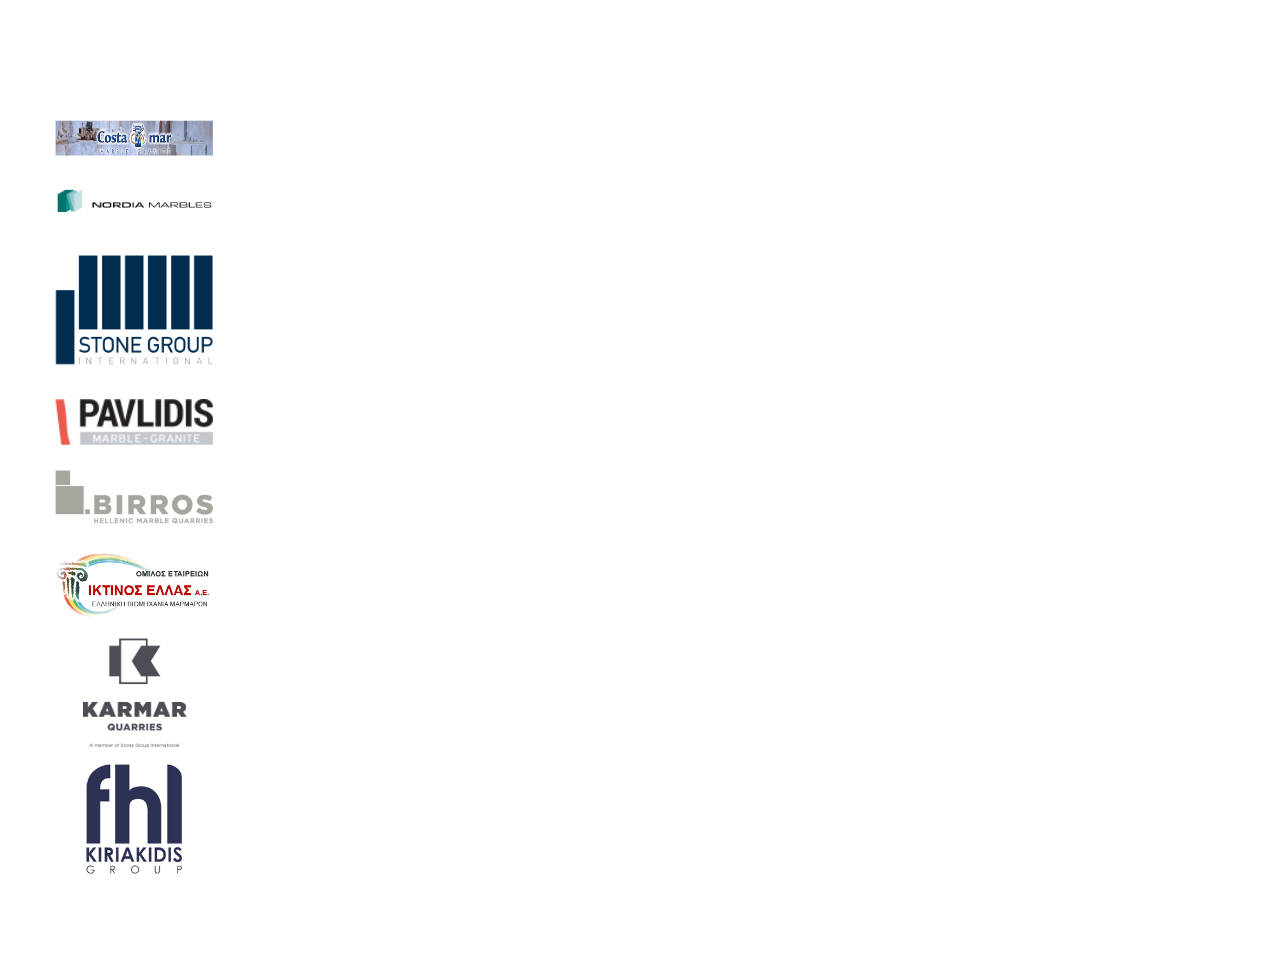 Costa mar
MARBLE - GRANITE
NORDIA MARBLES
STONE GROUP
INTERNATIONAL
PAVLIDIS
MARBLE - GRANITE
.BIRROS
HELLENIC MARBLE QUARRIES
ΟΜΙΛΟΣ ΕΤΑΙΡΕΙΩΝ
ΙΚΤΙΝΟΣ ΕΛΛΑΣ Α.Ε.
ΕΛΛΗΝΙΚΗ ΒΙΟΜΗΧΑΝΙΑ ΜΑΡΜΑΡΩΝ
KARMAR
QUARRIES
A member of Stone Group International
fhl
KIRIAKIDIS
GROUP